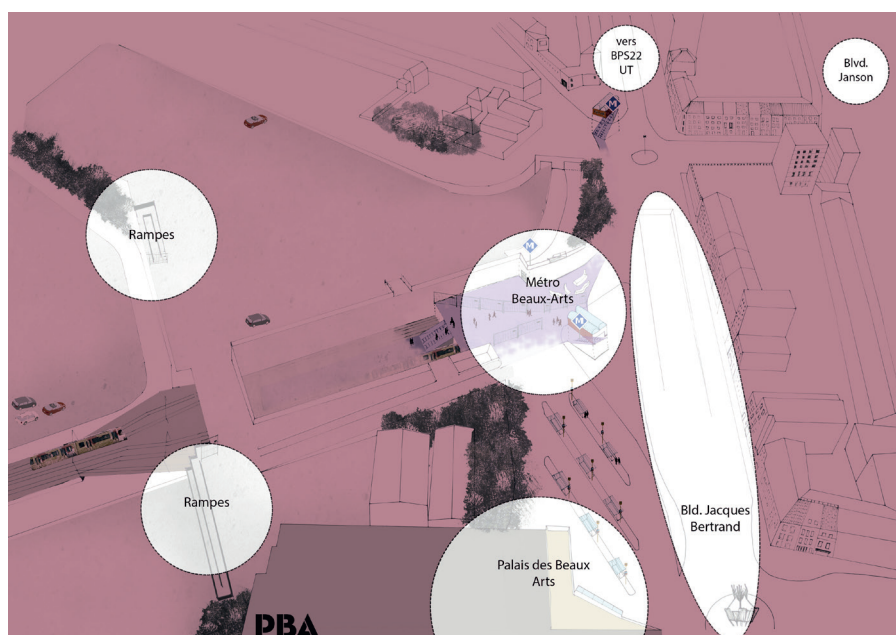 vers
BPS22
UT
Blvd.
Janson
Rampes
M
M
Métro
Beaux-Arts
M
Rampes
Bld. Jacques
Bertrand
Palais des Beaux
Arts
PBA